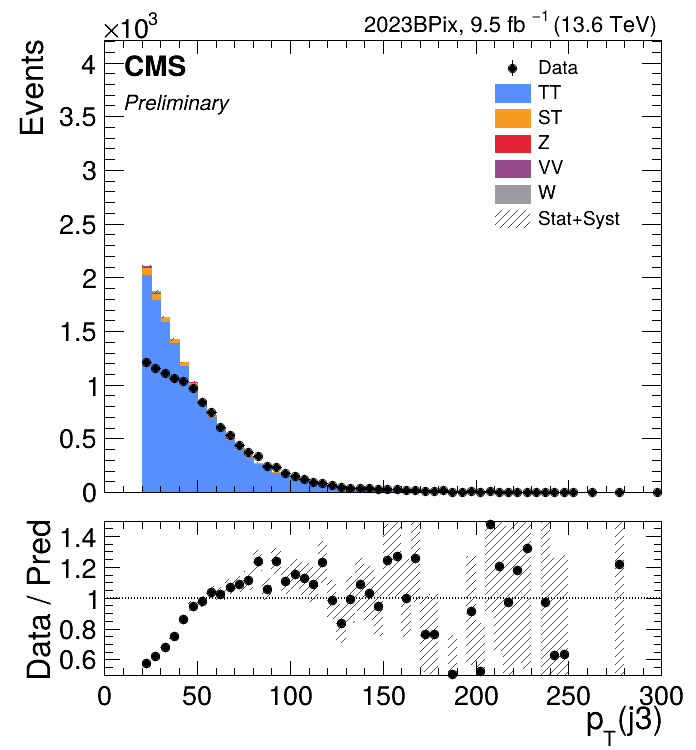 ×10³
2023BPix, 9.5 fb ⁻¹ (13.6 TeV)
CMS
Preliminary
Events
4
3.5
3
2.5
2
1.5
1
0.5
0
Data
TT
ST
Z
VV
W
Stat+Syst
Data / Pred
1.4
1.2
1
0.8
0.6
0 50 100 150 200 250 300
p_T(j3)